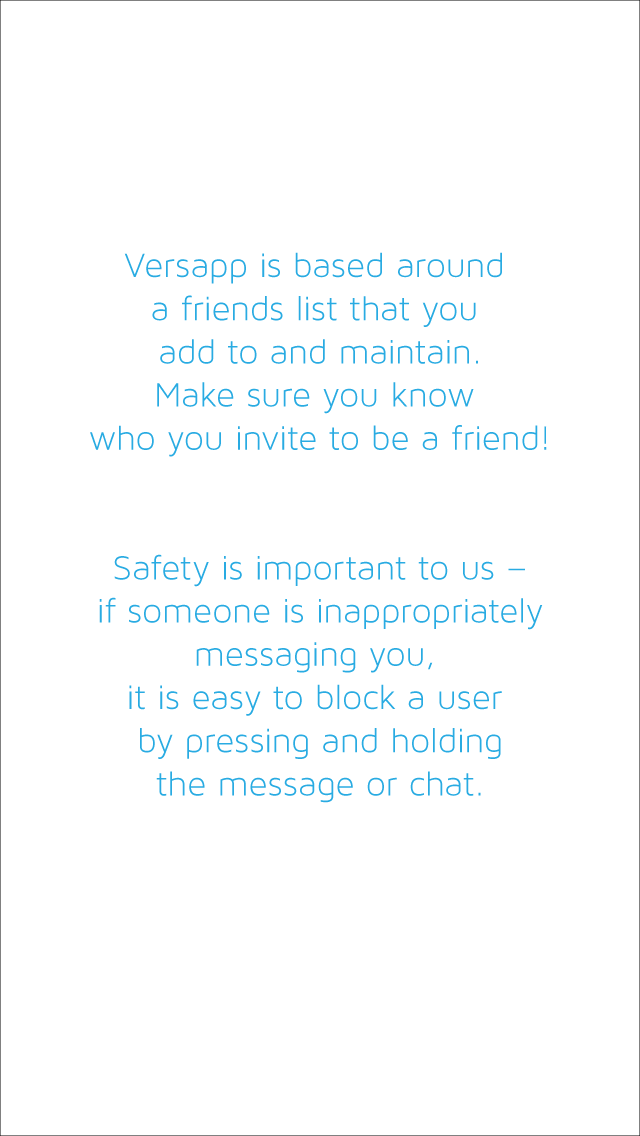 Versapp is based around
a friends list that you
add to and maintain.
Make sure you know
who you invite to be a friend!
Safety is important to us –
if someone is inappropriately
messaging you,
it is easy to block a user
by pressing and holding
the message or chat.